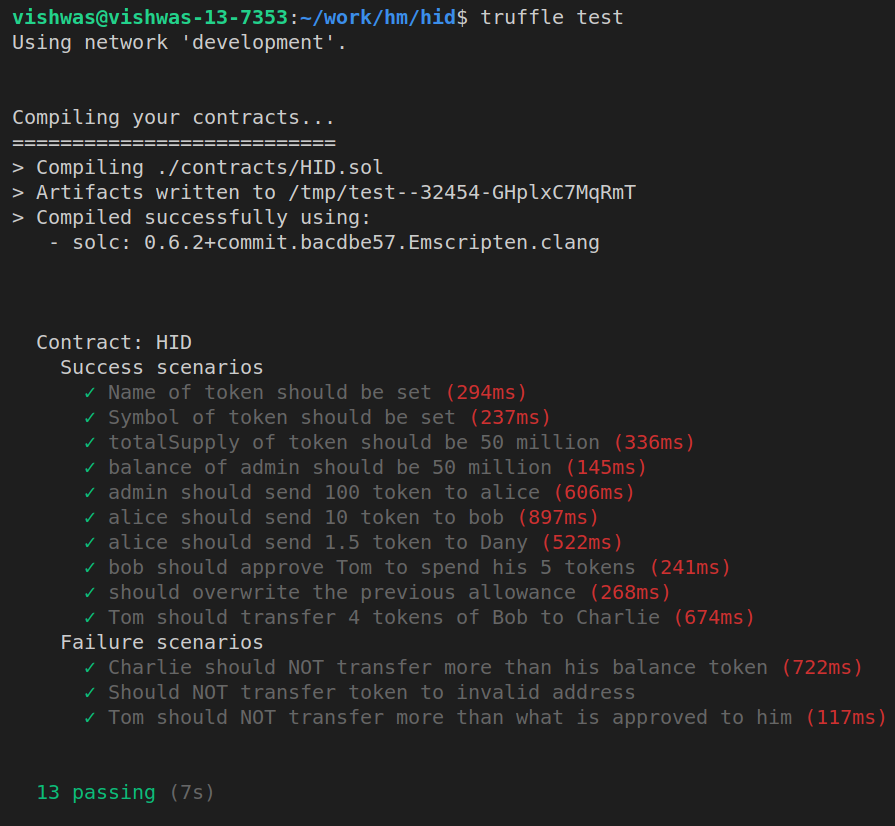 vishwas@vishwas-13-7353:~/work/hm/hid$ truffle test
Using network 'development'.
Compiling your contracts...
===========================
> Compiling ./contracts/HID.sol
> Artifacts written to /tmp/test--32454-GHplxC7MqRmT
> Compiled successfully using:
- solc: 0.6.2+commit.bacdbe57.Emscripten.clang
Contract: HID
Success scenarios
✓ Name of token should be set (294ms)
✓ Symbol of token should be set (237ms)
✓ totalSupply of token should be 50 million (336ms)
✓ balance of admin should be 50 million (145ms)
✓ admin should send 100 token to alice (606ms)
✓ alice should send 10 token to bob (897ms)
✓ alice should send 1.5 token to Dany (522ms)
✓ bob should approve Tom to spend his 5 tokens (241ms)
✓ should overwrite the previous allowance (268ms)
✓ Tom should transfer 4 tokens of Bob to Charlie (674ms)
Failure scenarios
✓ Charlie should NOT transfer more than his balance token (722ms)
✓ Should NOT transfer token to invalid address
✓ Tom should NOT transfer more than what is approved to him (117ms)
13 passing (7s)